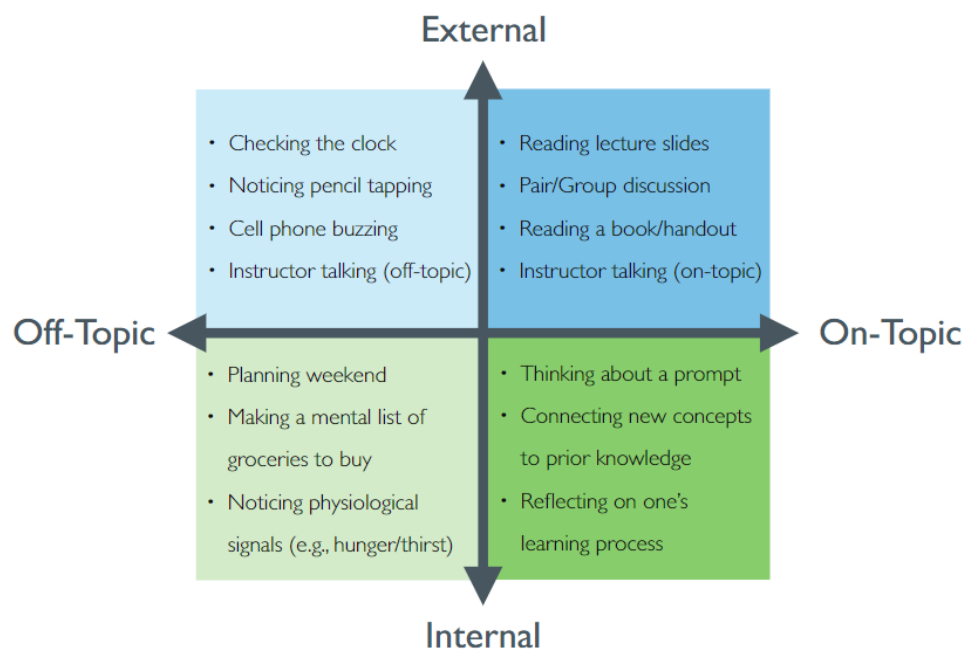 External
• Checking the clock
• Noticing pencil tapping
• Cell phone buzzing
• Instructor talking (off-topic)
• Reading lecture slides
• Pair/Group discussion
• Reading a book/handout
• Instructor talking (on-topic)
Off-Topic
On-Topic
• Planning weekend
• Making a mental list of
groceries to buy
• Noticing physiological
signals (e.g., hunger/thirst)
• Thinking about a prompt
• Connecting new concepts
to prior knowledge
• Reflecting on one's
learning process
Internal